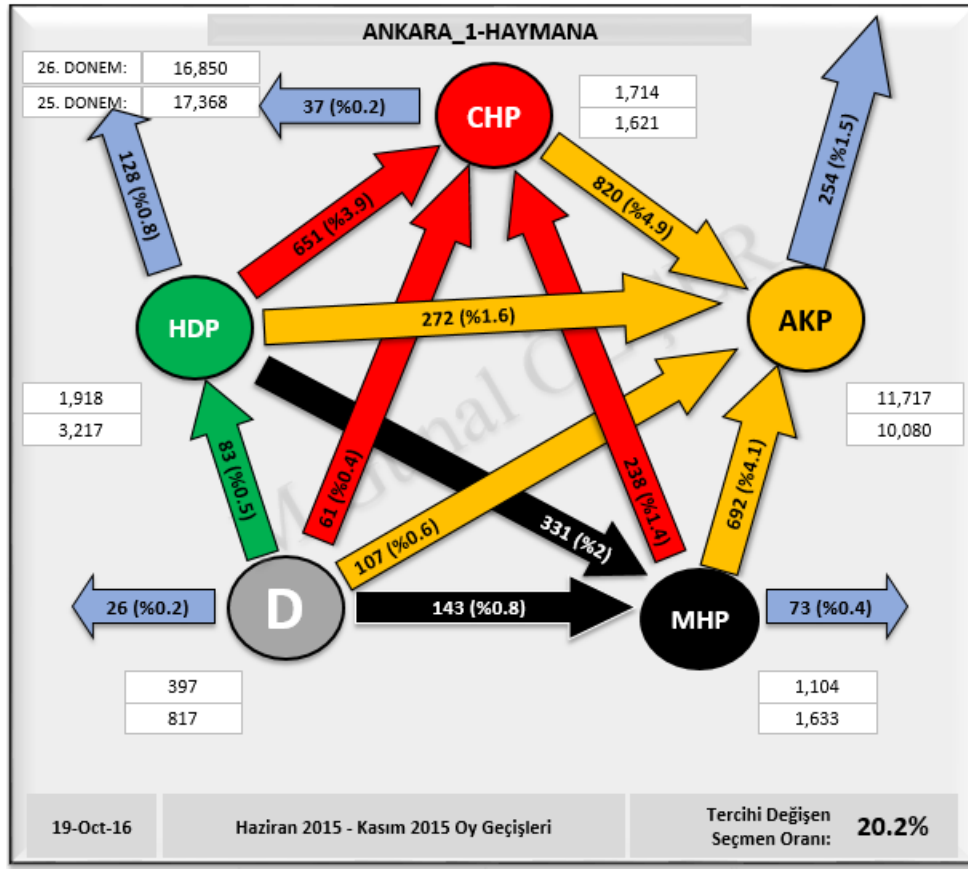 ANKARA_1-HAYMANA
26. DONEM: 16,850
25. DONEM: 17,368
37 (%0.2)
CHP
1,714
1,621
128 (%0.8)
651 (%3.9)
820 (%4.9)
254 (%1.5)
HDP
272 (%1.6)
AKP
1,918
3,217
11,717
10,080
83 (%0.5)
61 (%0.4)
107 (%0.6)
331 (%2)
238 (%1.4)
692 (%4.1)
26 (%0.2)
D
143 (%0.8)
MHP
73 (%0.4)
397
817
1,104
1,633
19-Oct-16
Haziran 2015 - Kasım 2015 Oy Geçişleri
Tercihi Değişen
Seçmen Oranı:
20.2%